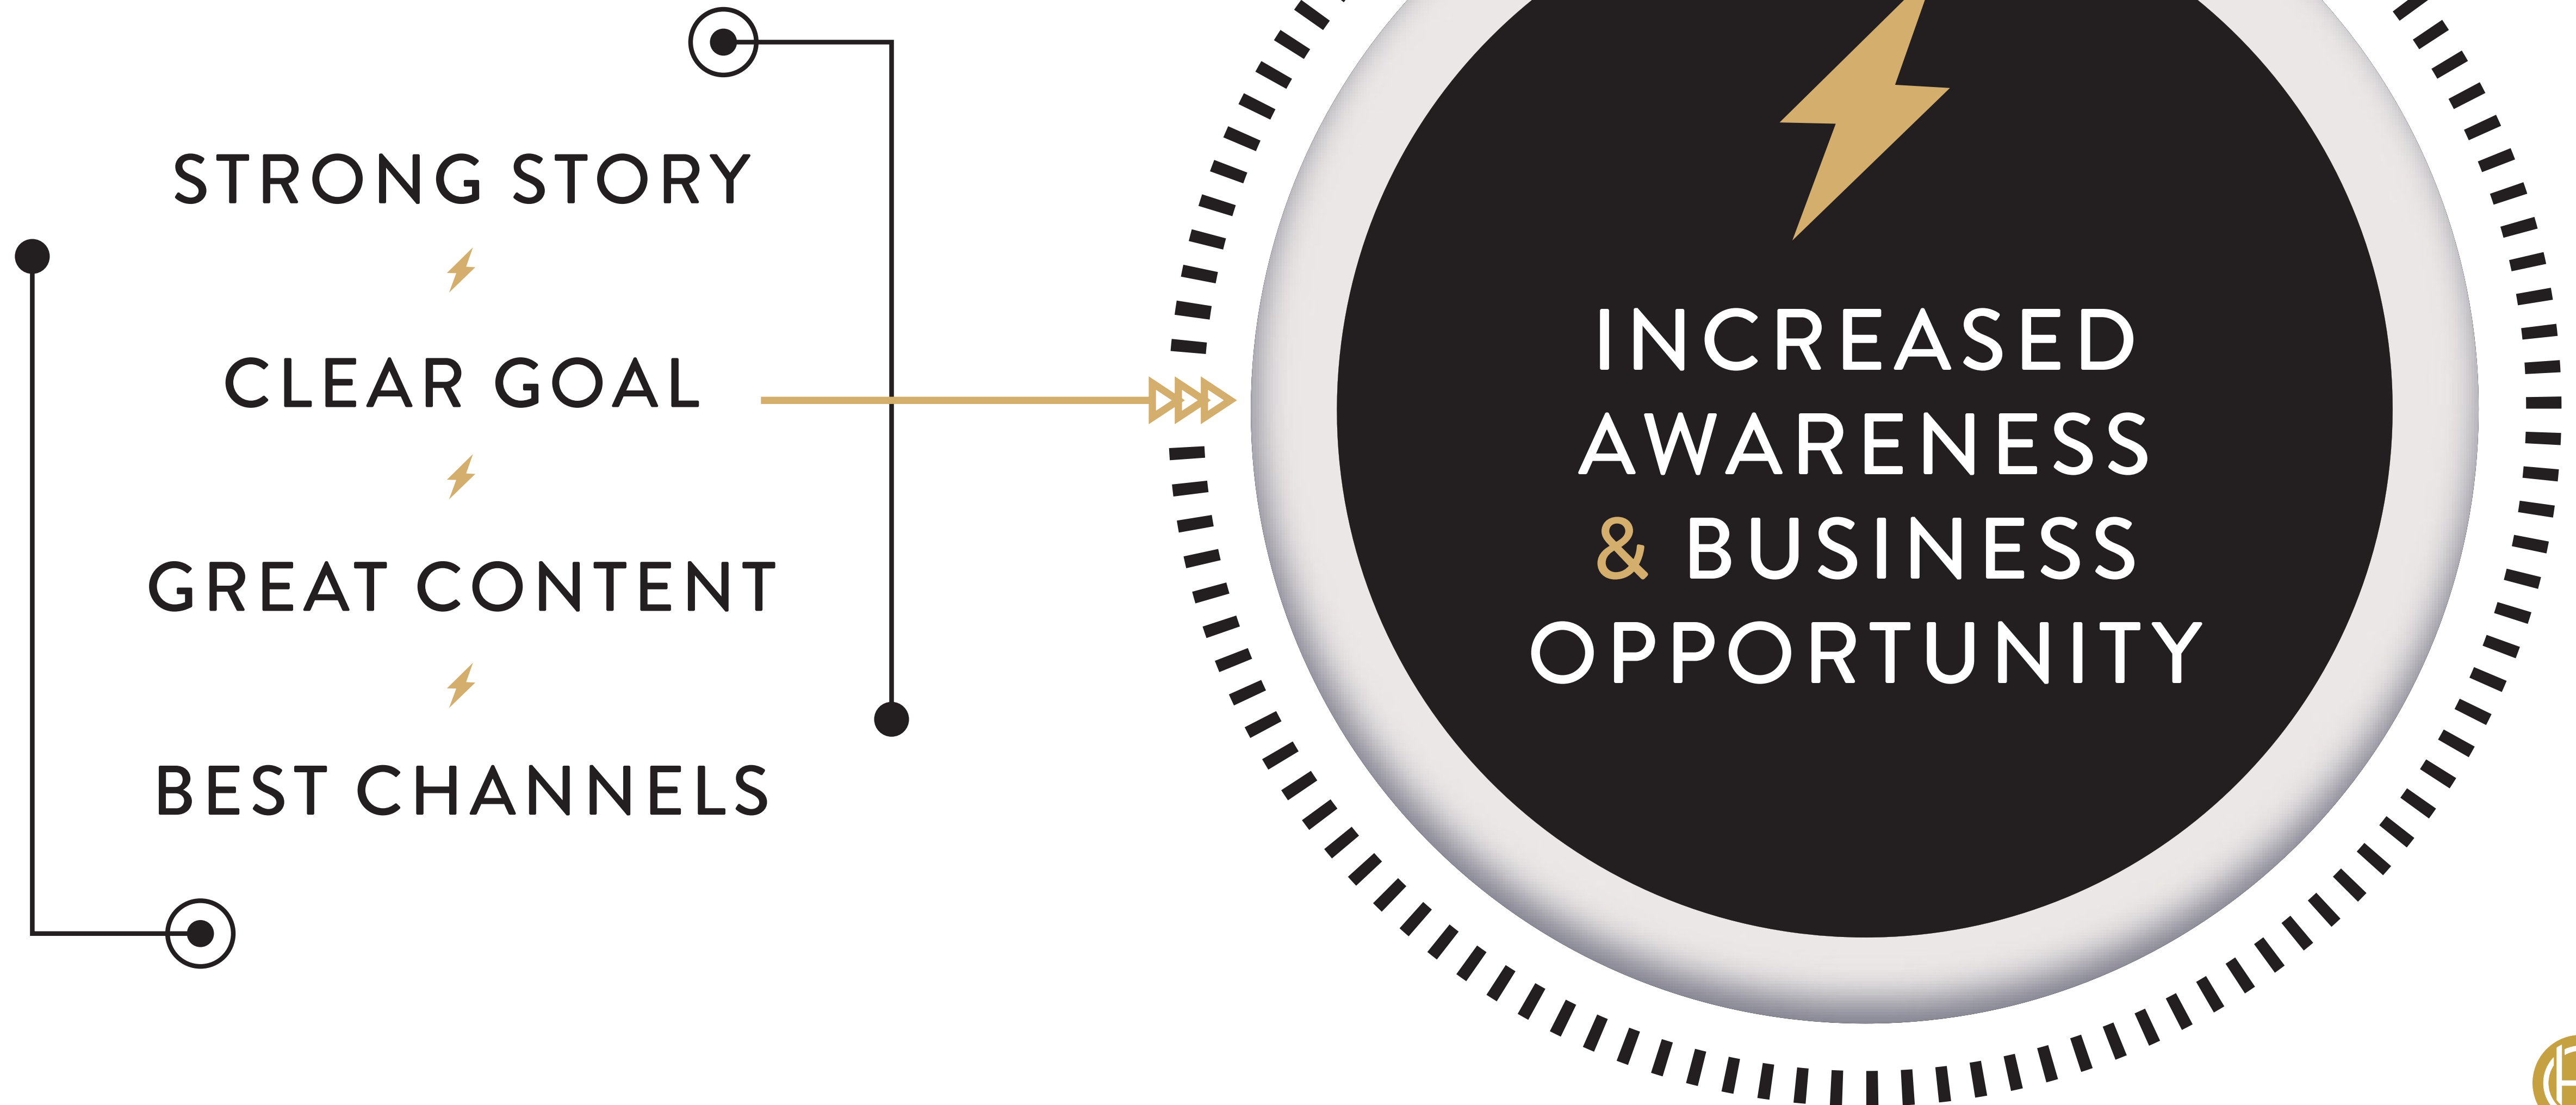 STRONG STORY
CLEAR GOAL
GREAT CONTENT
BEST CHANNELS
INCREASED
AWARENESS
& BUSINESS
OPPORTUNITY